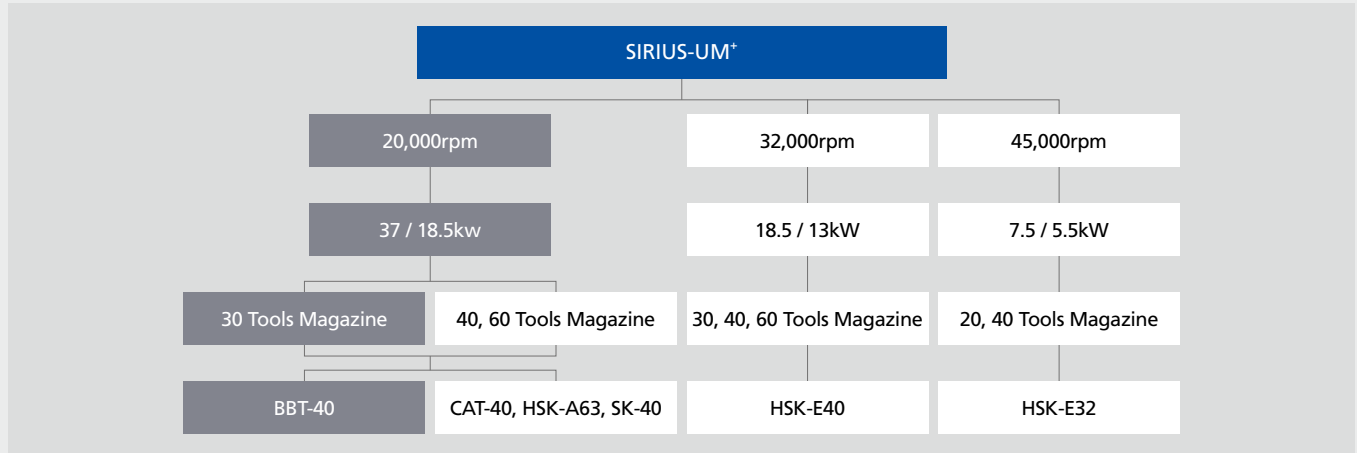 SIRIUS-UM⁺
20,000rpm
32,000rpm
45,000rpm
37 / 18.5kw
18.5 / 13kW
7.5 / 5.5kW
30 Tools Magazine
40, 60 Tools Magazine
30, 40, 60 Tools Magazine
20, 40 Tools Magazine
BBT-40
CAT-40, HSK-A63, SK-40
HSK-E40
HSK-E32